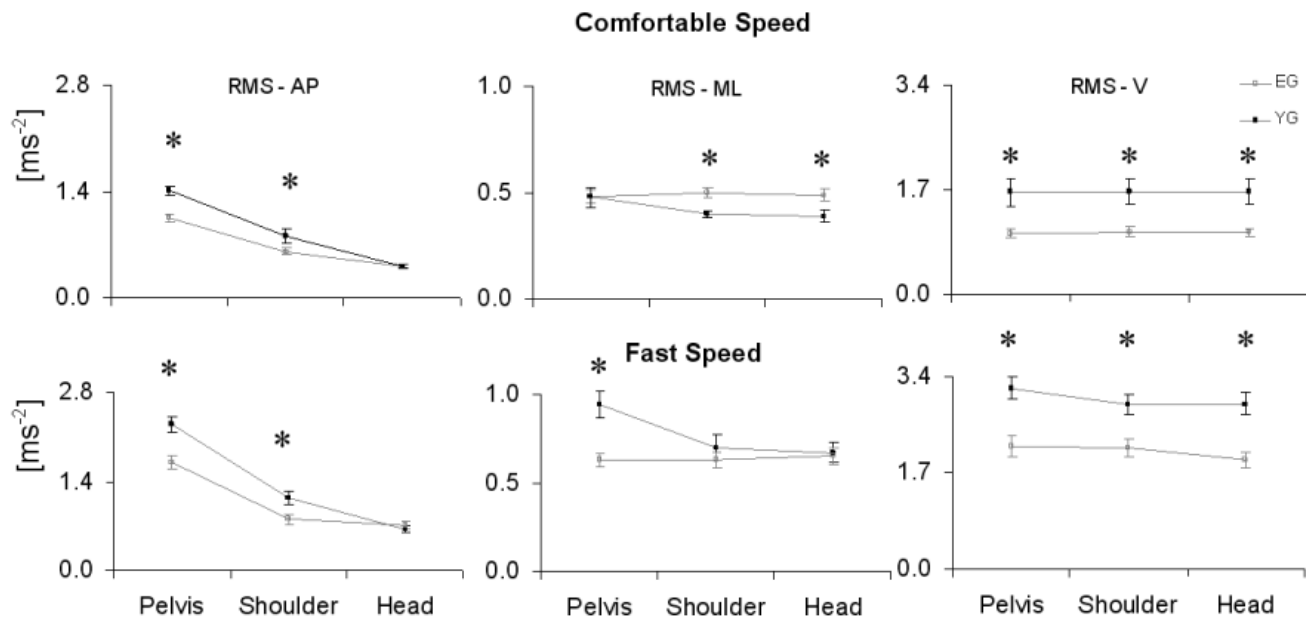 Comfortable Speed
RMS - AP
RMS - ML
RMS - V
EG
YG
[ms⁻²]
2.8
1.4
0.0
*
*
1.0
0.5
0.0
*
*
3.4
1.7
0.0
*
*
*
Fast Speed
[ms⁻²]
2.8
1.4
0.0
*
*
1.0
0.5
0.0
*
3.4
1.7
0.0
*
*
*
Pelvis Shoulder Head
Pelvis Shoulder Head
Pelvis Shoulder Head